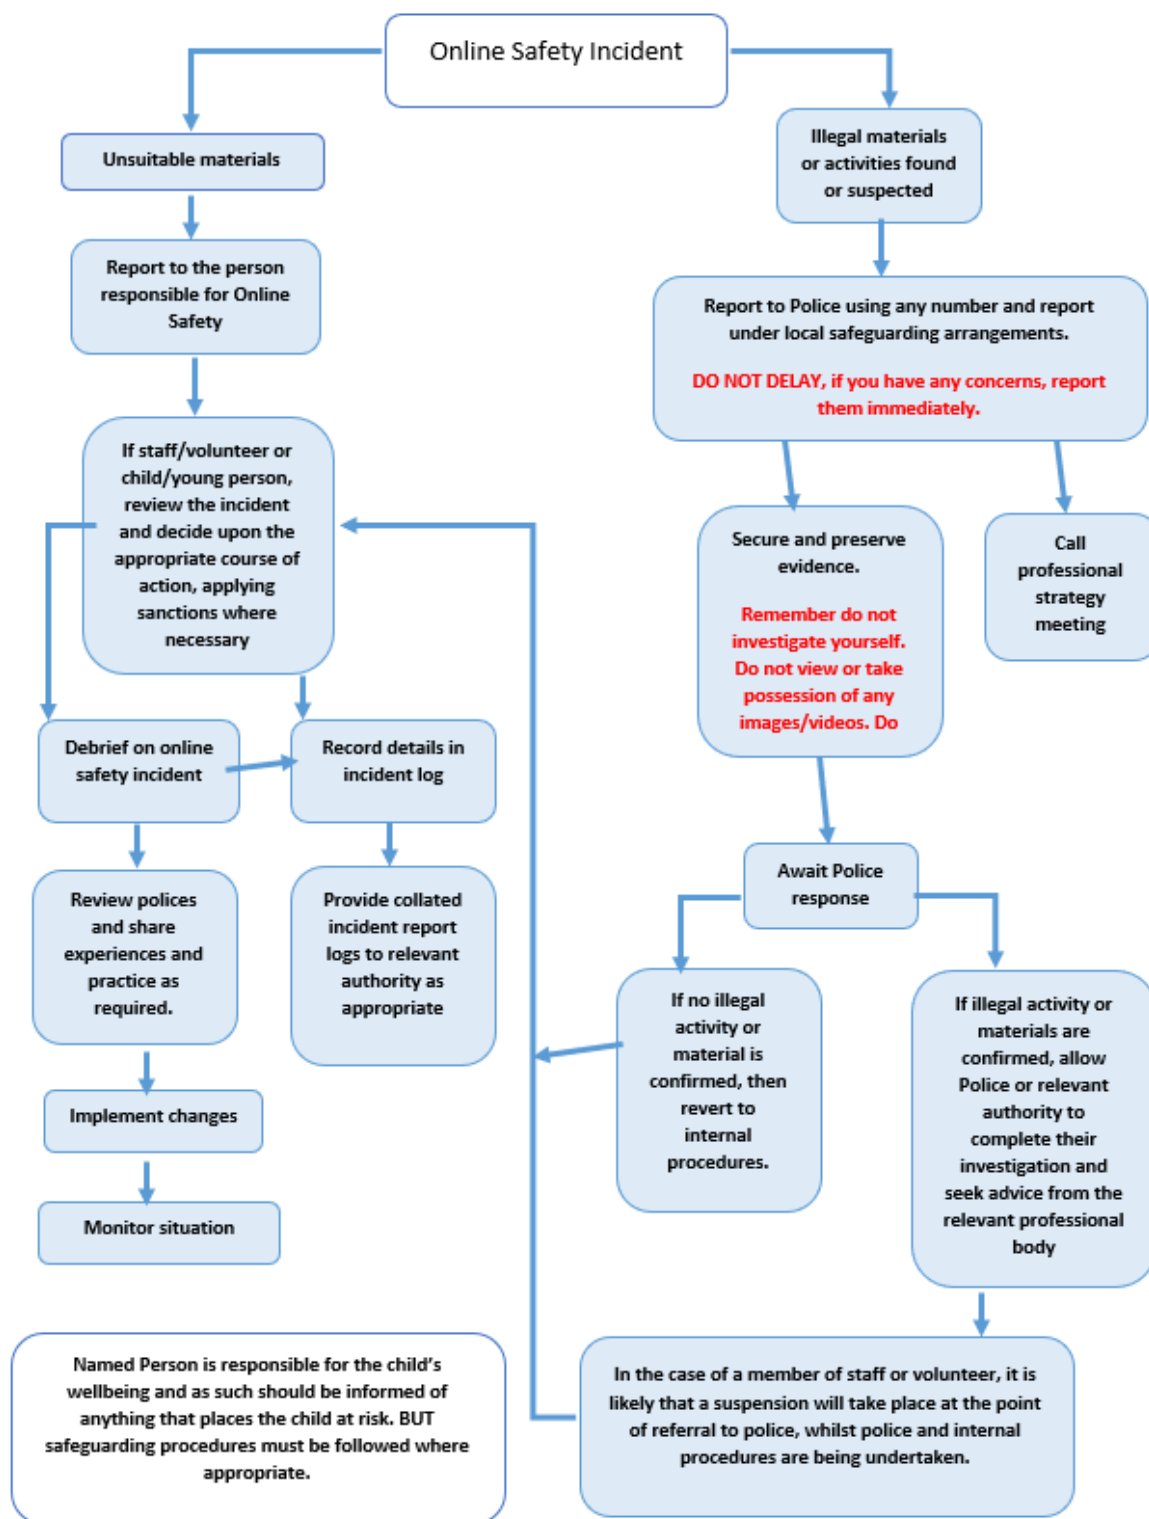 Online Safety Incident
Unsuitable materials
Report to the person
responsible for Online
Safety
If staff/volunteer or
child/young person,
review the incident
and decide upon the
appropriate course of
action, applying
sanctions where
necessary
Debrief on online
safety incident
Record details in
incident log
Review polices
and share
experiences and
practice as
required.
Provide collated
incident report
logs to relevant
authority as
appropriate
Implement changes
Monitor situation
Illegal materials
or activities found
or suspected
Report to Police using any number and report
under local safeguarding arrangements.
DO NOT DELAY, if you have any concerns, report
them immediately.
Secure and preserve
evidence.
Remember do not
investigate yourself.
Do not view or take
possession of any
images/videos. Do
Call
professional
strategy
meeting
Await Police
response
If no illegal
activity or
material is
confirmed, then
revert to
internal
procedures.
If illegal activity or
materials are
confirmed, allow
Police or relevant
authority to
complete their
investigation and
seek advice from the
relevant professional
body
In the case of a member of staff or volunteer, it is
likely that a suspension will take place at the point
of referral to police, whilst police and internal
procedures are being undertaken.
Named Person is responsible for the child’s
wellbeing and as such should be informed of
anything that places the child at risk. BUT
safeguarding procedures must be followed where
appropriate.